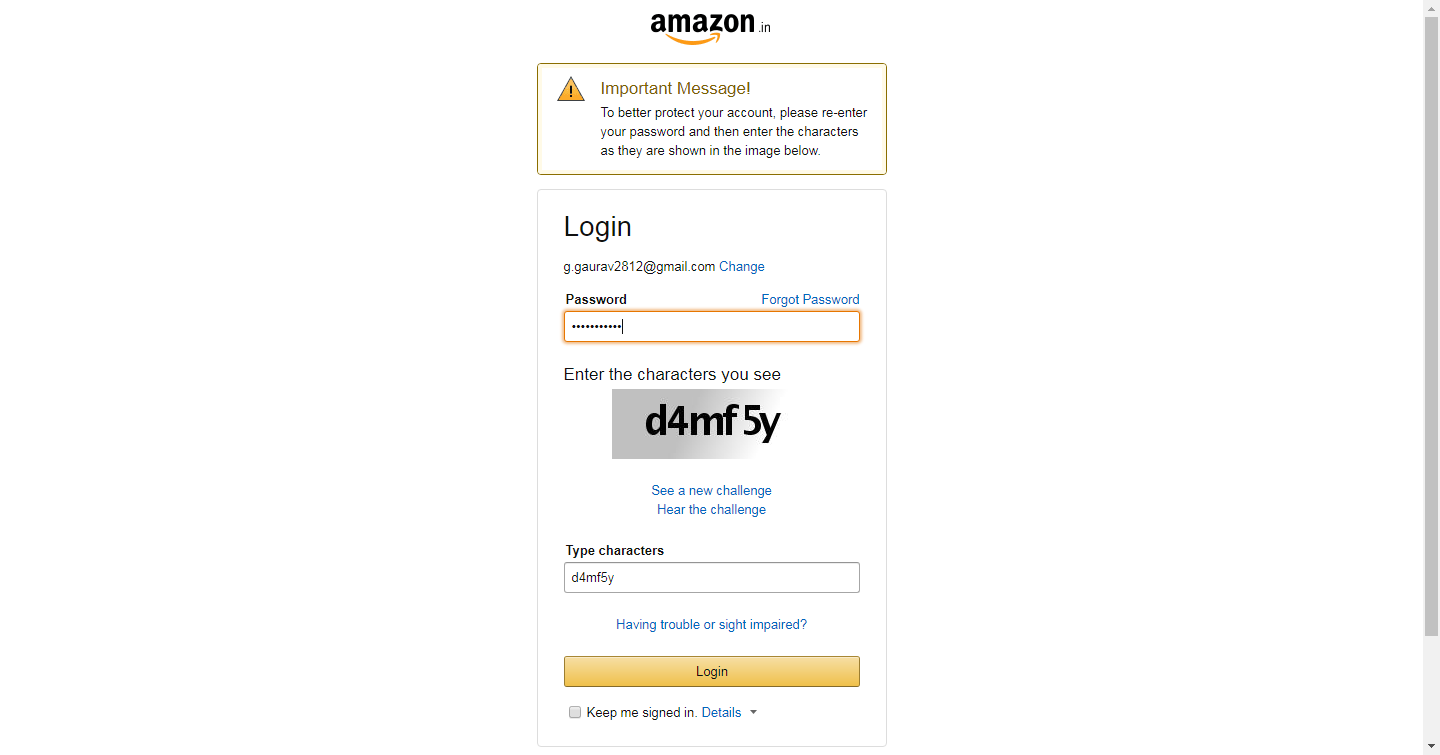 amazon.in
Important Message!
To better protect your account, please re-enter
your password and then enter the characters
as they are shown in the image below.
Login
g.gaurav2812@gmail.com Change
Password Forgot Password
•••••••••••
Enter the characters you see
d4mf5y
See a new challenge
Hear the challenge
Type characters
d4mf5y
Having trouble or sight impaired?
Login
Keep me signed in. Details